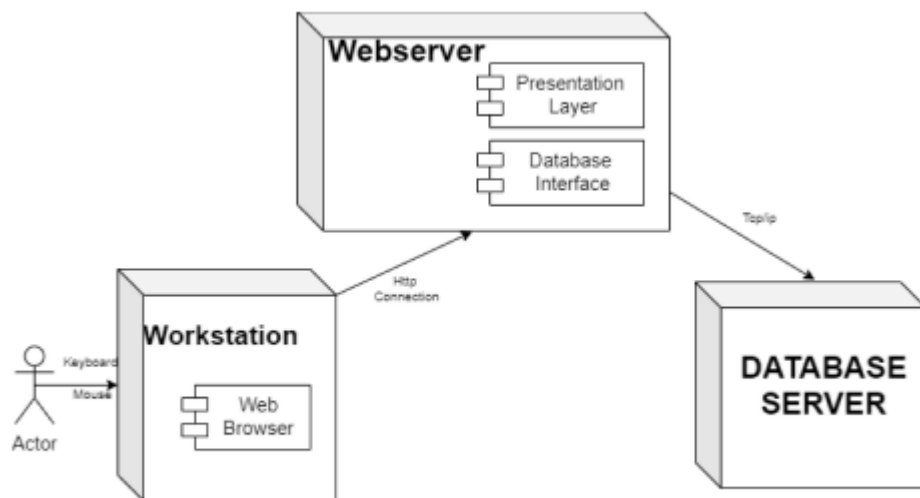 Webserver
Presentation
Layer
Database
Interface
Tcp/ip
Http
Connection
Workstation
Keyboard
Mouse
Web
Browser
Actor
DATABASE
SERVER